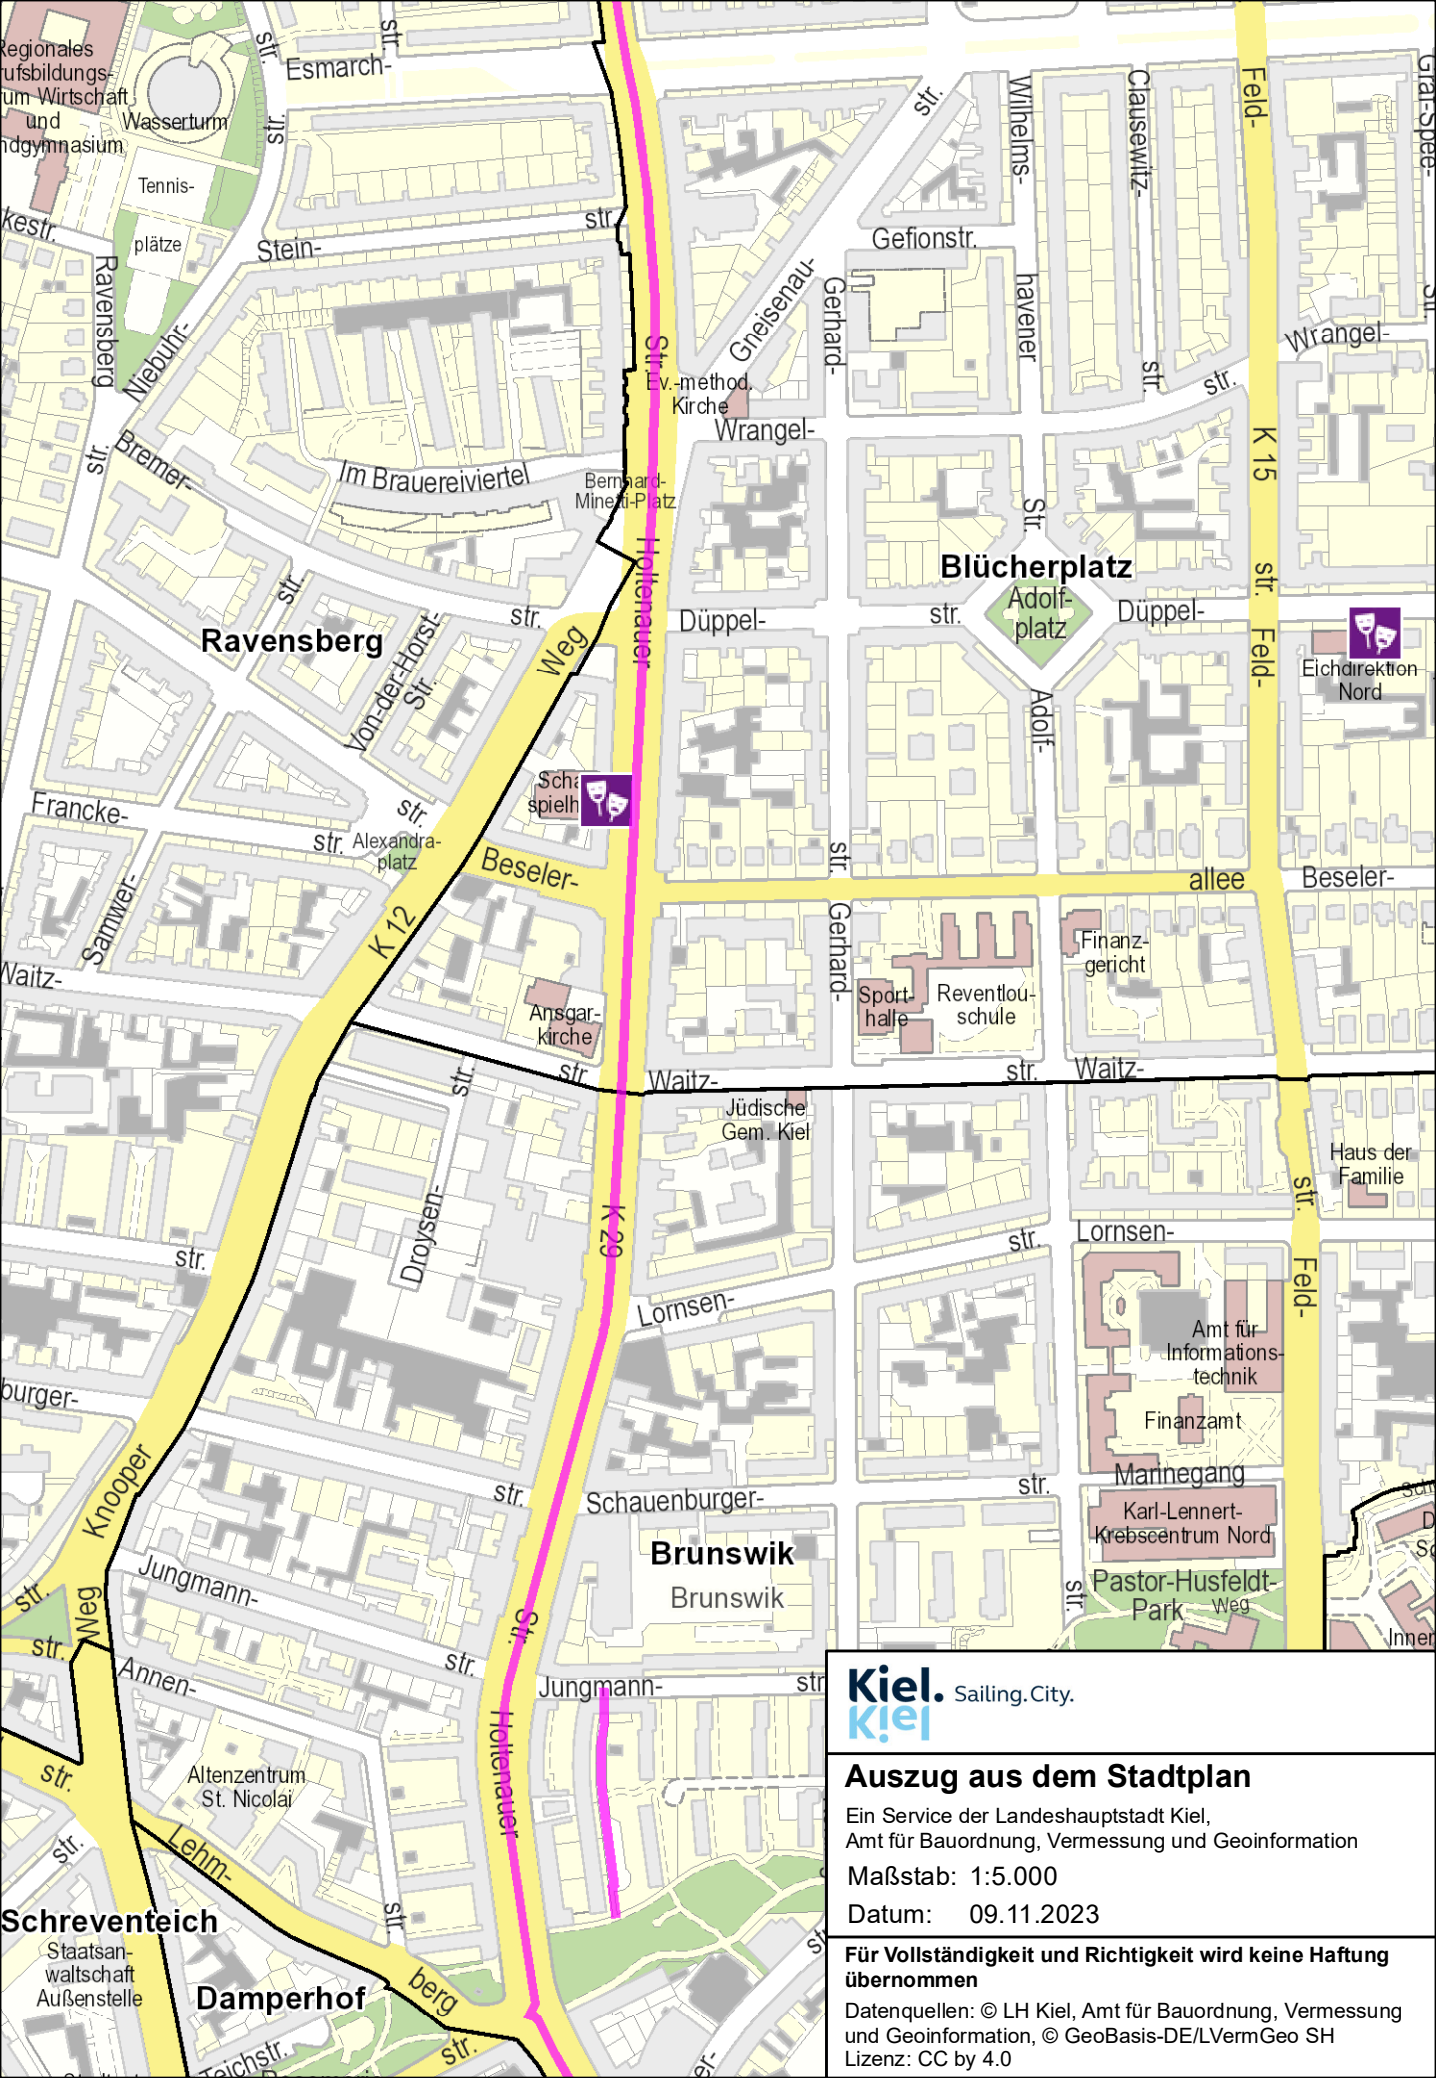 Regionales
rufsbildungs-
rum Wirtschaft
und
ndgymnasium
Wasserturm
str.
str.
Esmarch-
str.
Tennis-
plätze
kestr.
Ravensberg
str.
Stein-
str.
Niebuhr-
Bremer-
str.
Im Brauereiviertel
Bernhard-
Minetti-Platz
Str.
Ev.-method.
Kirche
Gneisenau-
str.
Gefionstr.
Gerhard-
str.
Wilhelms-
havener
Str.
Clausewitz-
str.
Feld-
str.
Graf-Spee-
Str.
Wrangel-
str.
Wrangel-
K 15
Blücherplatz
Adolf-
platz
Düppel-
str.
Düppel-
Feld-
Eichdirektion
Nord
Ravensberg
str.
Von-der-Horst-
Str.
Weg
Holtenauer
Adolf-
Francke-
str.
str.
Alexandra-
platz
Samwer-
Scha
spielh
Beseler-
allee
Beseler-
K 12
Waitz-
str.
Ansgar-
kirche
Gerhard-
Sport-
halle
Reventlou-
schule
Finanz-
gericht
Waitz-
str.
Waitz-
str.
Jüdische
Gem. Kiel
Haus der
Familie
str.
Droysen-
K 29
Lornsen-
str.
Lornsen-
Feld-
str.
burger-
Amt für
Informations-
technik
Finanzamt
Marinegang
Karl-Lennert-
Krebscentrum Nord
Schauenburger-
str.
str.
Knooper
Weg
Jungmann-
str.
Brunswik
Brunswik
Pastor-Husfeldt-
Park
Weg
str.
Inner
str.
str.
Annen-
str.
Str.
Jungmann-
str
Holtenauer
str.
Altenzentrum
St. Nicolai
str.
Lehm-
berg
Schreventeich
Staatsan-
waltschaft
Außenstelle
Damperhof
Teichstr.
str.
Kiel. Sailing.City.
Auszug aus dem Stadtplan
Ein Service der Landeshauptstadt Kiel,
Amt für Bauordnung, Vermessung und Geoinformation
Maßstab: 1:5.000
Datum: 09.11.2023
Für Vollständigkeit und Richtigkeit wird keine Haftung
übernommen
Datenquellen: © LH Kiel, Amt für Bauordnung, Vermessung
und Geoinformation, © GeoBasis-DE/LVermGeo SH
Lizenz: CC by 4.0